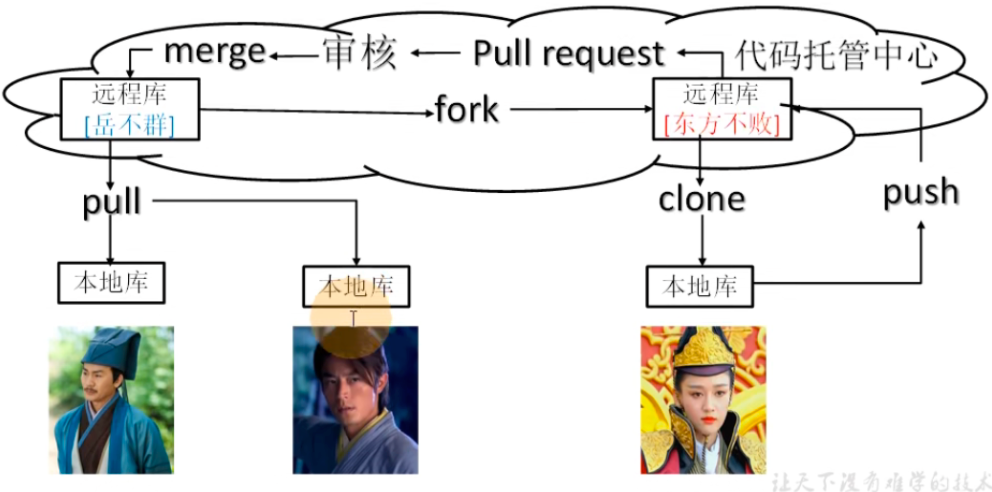 merge
审核
Pull request
代码托管中心
远程库
[岳不群]
fork
远程库
[东方不败]
pull
clone
push
本地库
本地库
本地库
让天下没有难学的技术